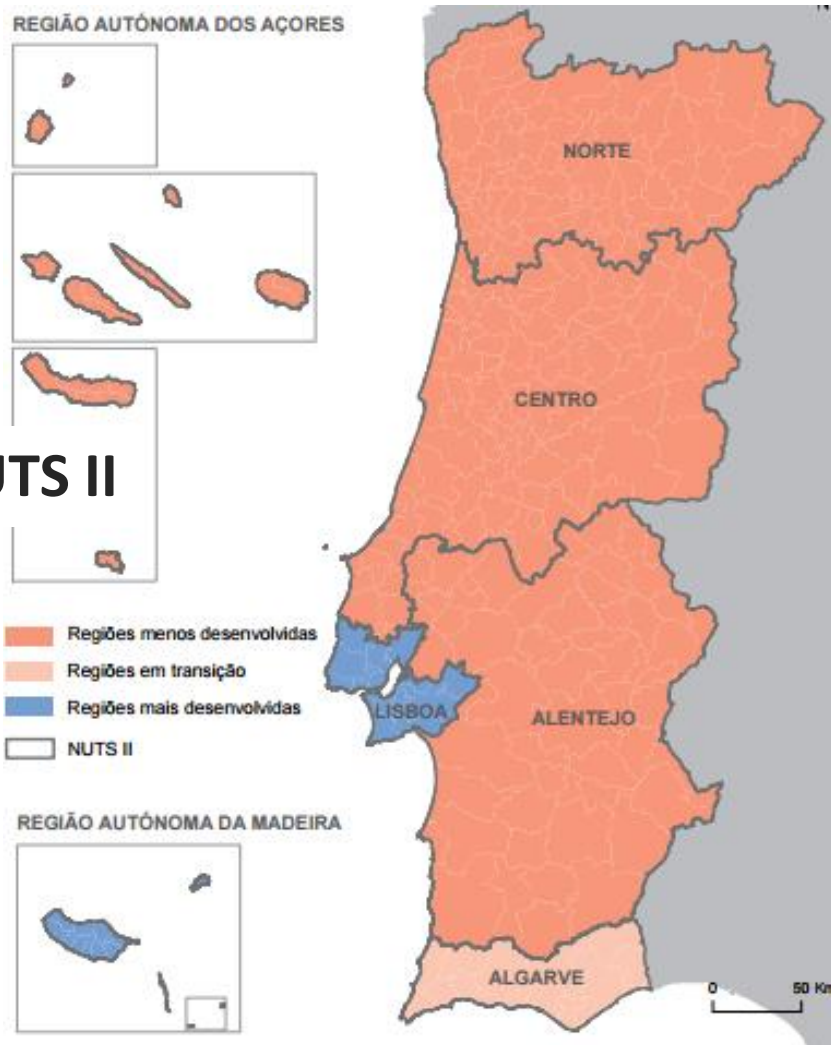 REGIÃO AUTÓNOMA DOS AÇORES
NORTE
CENTRO
UTS II
Regiões menos desenvolvidas
Regiões em transição
Regiões mais desenvolvidas
NUTS II
LISBOA
ALENTEJO
REGIÃO AUTÓNOMA DA MADEIRA
ALGARVE
0 50 Km